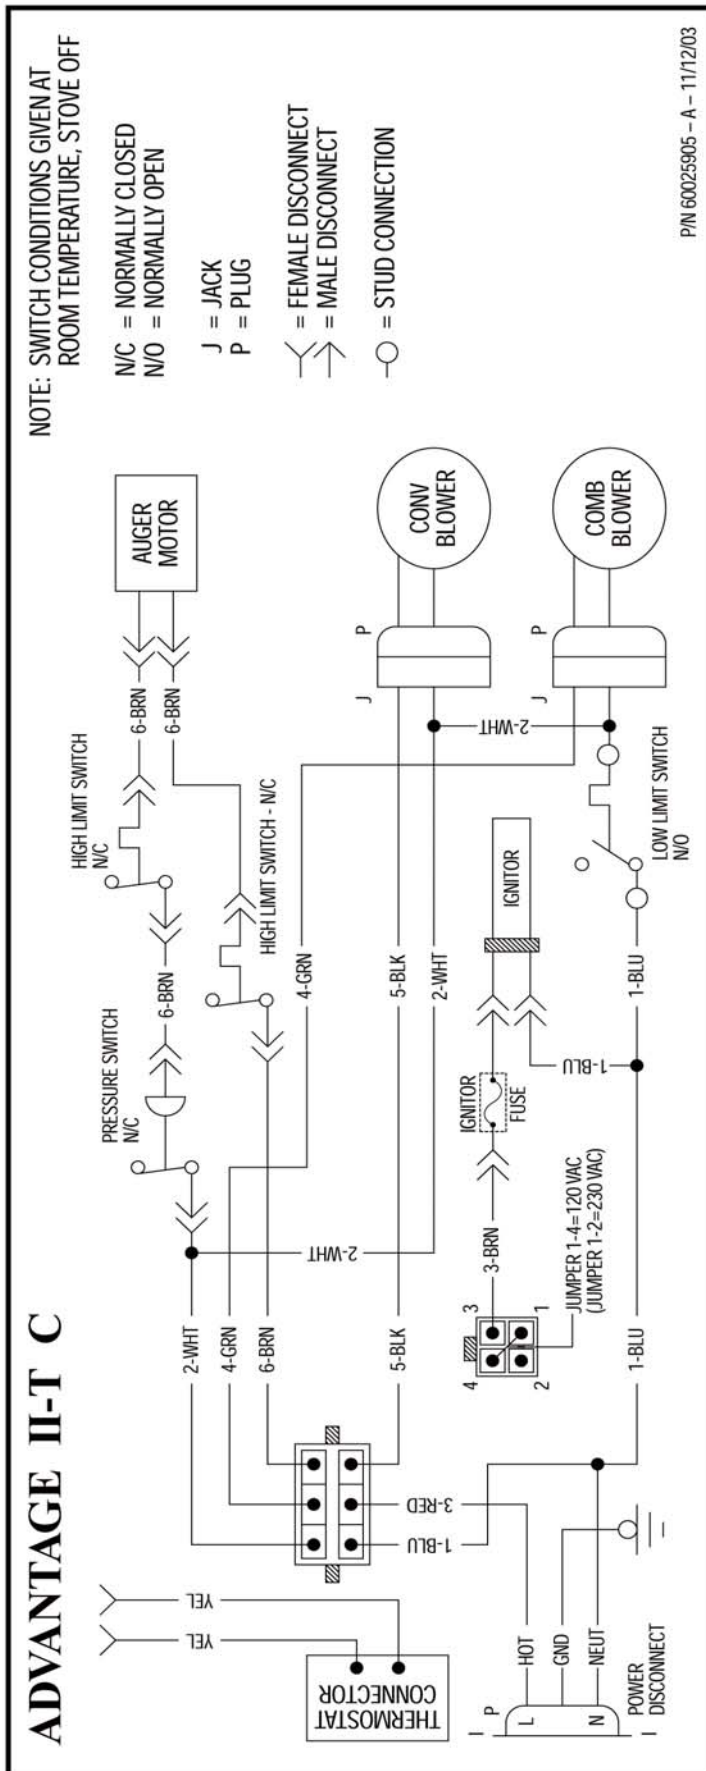 ADVANTAGE II-T C
NOTE: SWITCH CONDITIONS GIVEN AT
ROOM TEMPERATURE, STOVE OFF
N/C = NORMALLY CLOSED
N/O = NORMALLY OPEN
J = JACK
P = PLUG
= FEMALE DISCONNECT
= MALE DISCONNECT
= STUD CONNECTION
P/N 60025905 – A – 11/12/03
YEL
YEL
THERMOSTAT
CONNECTOR
2-WHT
4-GRN
6-BRN
PRESSURE SWITCH
N/C
6-BRN
HIGH LIMIT SWITCH
N/C
6-BRN
6-BRN
AUGER
MOTOR
HIGH LIMIT SWITCH - N/C
6-BRN
4-GRN
2-WHT
5-BLK
5-BLK
2-WHT
J
P
CONV
BLOWER
2-WHT
J
P
COMB
BLOWER
1-BLU
3-RED
4
3
2
1
3-BRN
IGNITOR
FUSE
IGNITOR
JUMPER 1-4=120 VAC
(JUMPER 1-2=230 VAC)
1-BLU
1-BLU
1-BLU
LOW LIMIT SWITCH
N/O
P
L
N
HOT
GND
NEUT
POWER
DISCONNECT